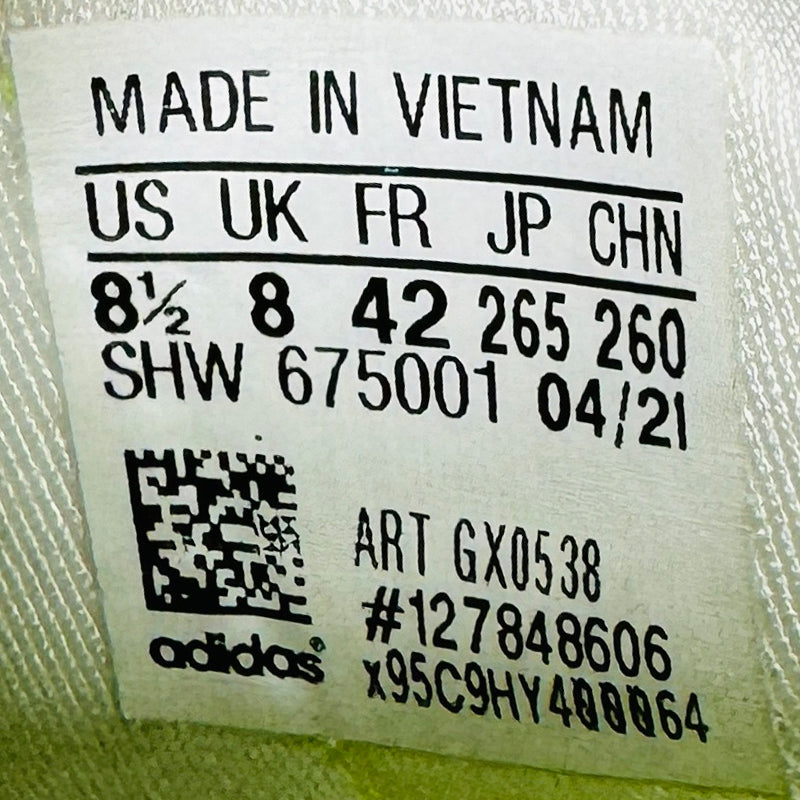 MADE IN VIETNAM
US UK FR JP CHN
8½ 8 42 265 260
SHW 675001 04/21
ART GX0538
#127848606
x95C9HY400064
adidas®